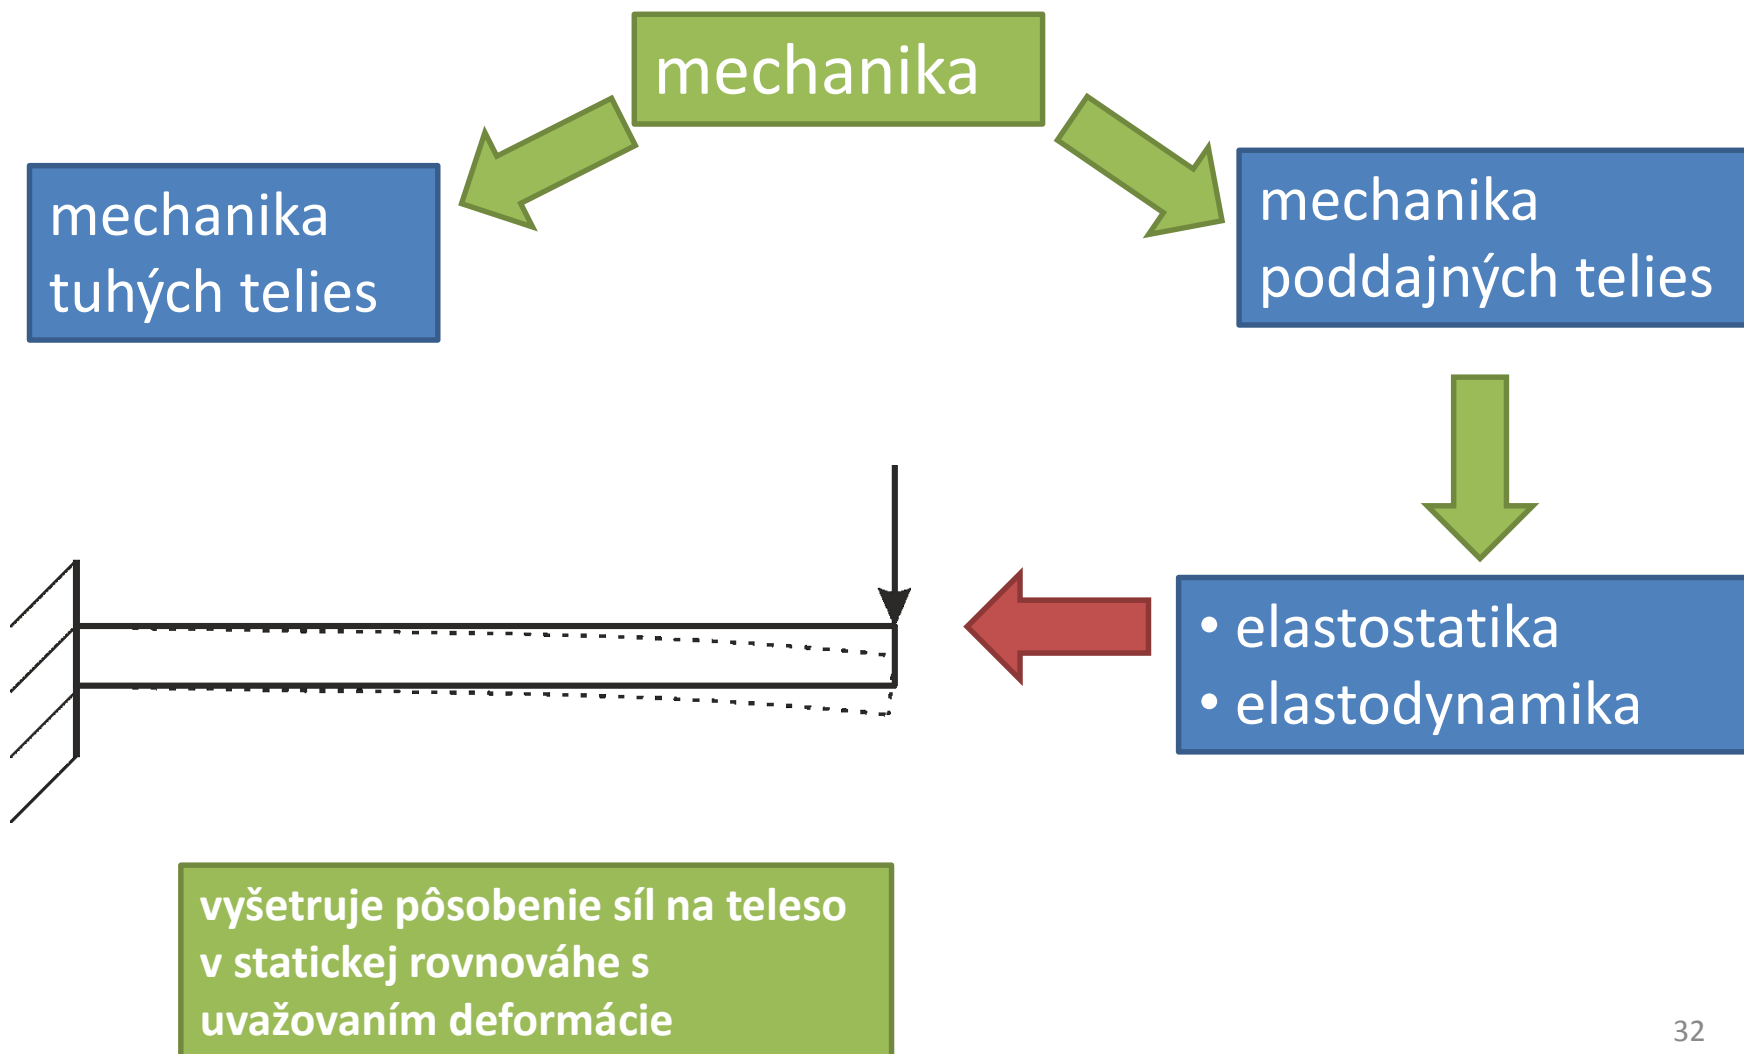 mechanika
mechanika
tuhých telies
mechanika
poddajných telies
• elastostatika
• elastodynamika
vyšetruje pôsobenie síl na teleso
v statickej rovnováhe s
uvažovaním deformácie
32